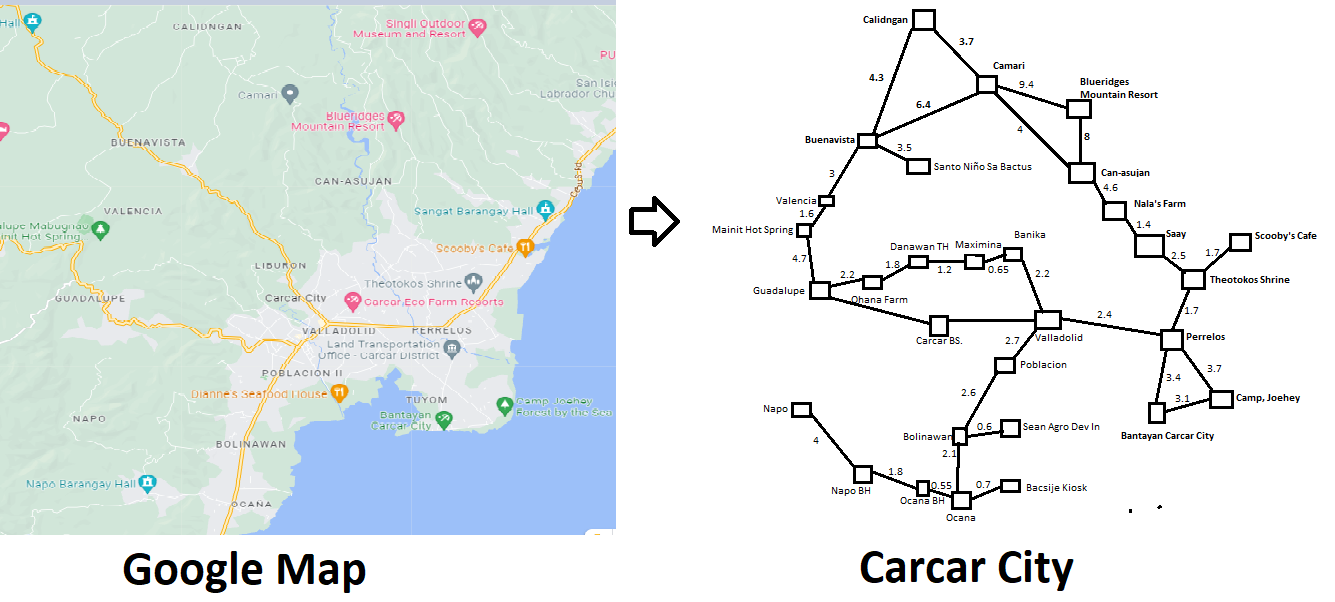 Hall
CALIDNGAN
Singli Outdoor
Museum and Resort
PU
San Isi
Labrador Chu
Camari
Blueridges
Mountain Resort
BUENAVISTA
CAN-ASUJAN
Cebu S Rd
VALENCIA
Sangat Barangay Hall
alupe Mabugnao
init Hot Spring
Scooby's Cafe
LIBURON
Theotokos Shrine
GUADALUPE
Carcar City
Carcar Eco Farm Resorts
VALLADOLID
PERRELOS
Land Transportation
Office - Carcar District
POBLACION II
Dianne's Seafood House
TUYOM
Camp Joehey
Forest by the Sea
Bantayan
Carcar City
NAPO
BOLINAWAN
Napo Barangay Hall
OCAÑA
Google Map
Calidngan
3.7
Camari
4.3
9.4
Blueridges
Mountain Resort
6.4
4
8
Buenavista
3.5
Santo Niño Sa Bactus
Can-asujan
3
4.6
Valencia
Nala's Farm
1.6
1.4
Mainit Hot Spring
Saay
Banika
Scooby's Cafe
Danawan TH
Maximina
1.7
4.7
2.5
1.8
1.2
0.65
2.2
2.2
Theotokos Shrine
Guadalupe
Ohana Farm
1.7
2.4
Carcar BS.
Valladolid
Perrelos
2.7
Poblacion
3.7
3.4
2.6
3.1
Camp, Joehey
Napo
Bolinawan
0.6
Sean Agro Dev In
Bantayan Carcar City
4
2.1
1.8
0.55
0.7
Bacsije Kiosk
Napo BH
Ocana BH
Ocana
Carcar City